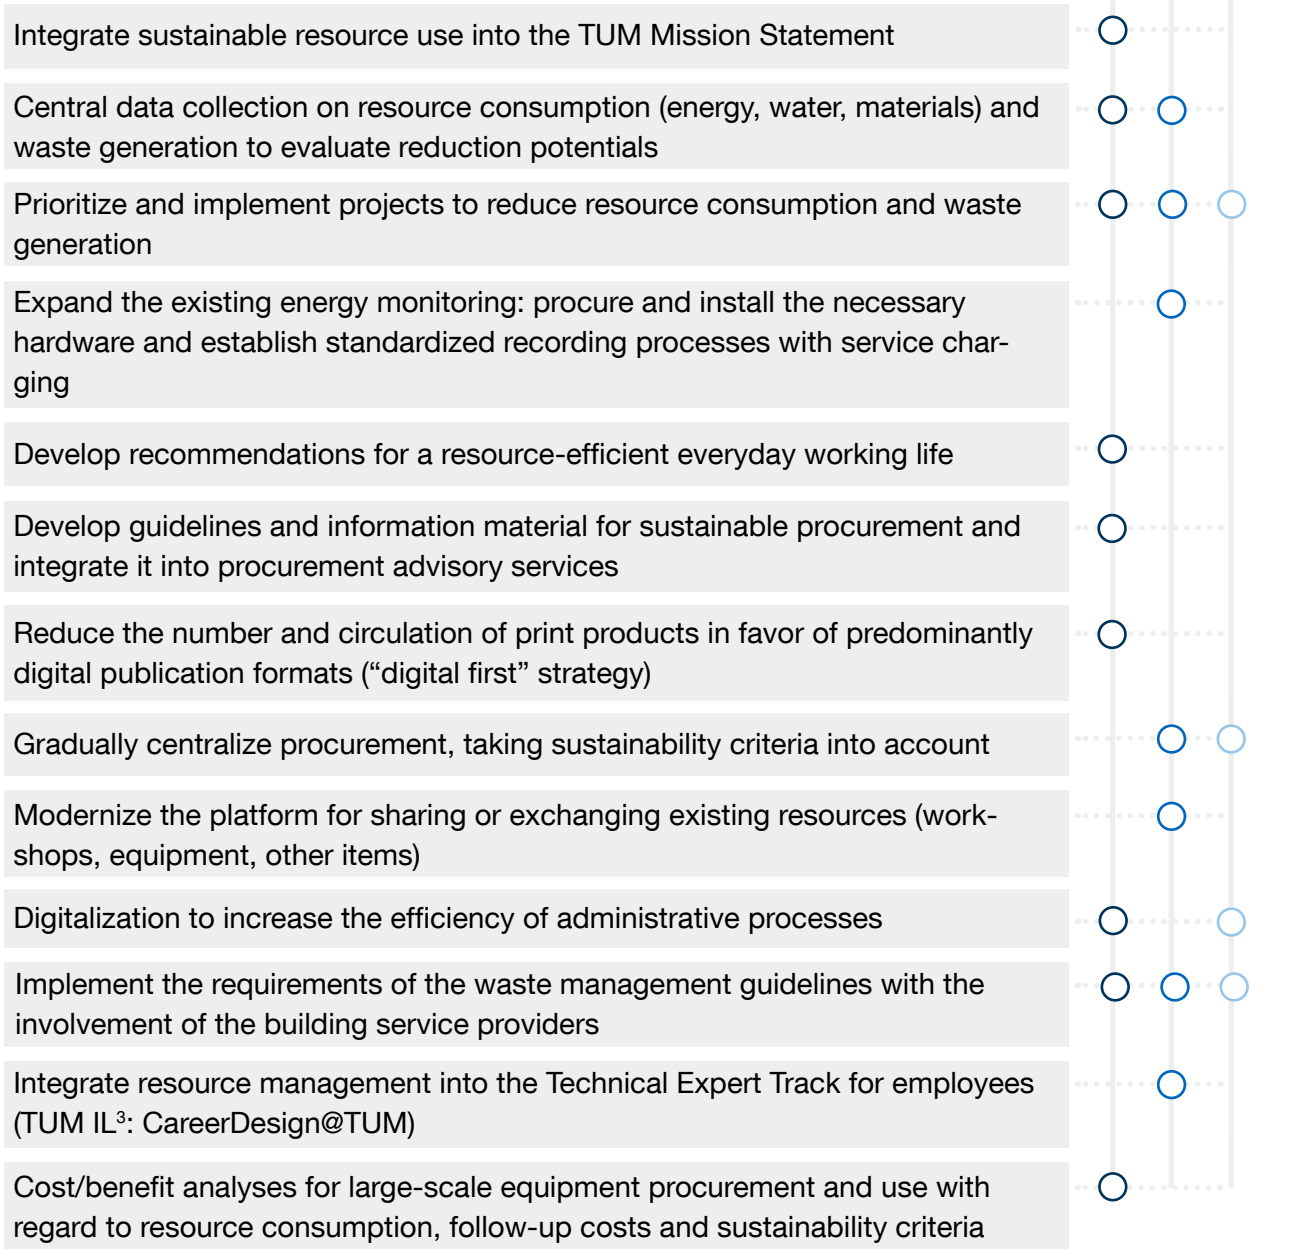 Integrate sustainable resource use into the TUM Mission Statement
Central data collection on resource consumption (energy, water, materials) and
waste generation to evaluate reduction potentials
Prioritize and implement projects to reduce resource consumption and waste
generation
Expand the existing energy monitoring: procure and install the necessary
hardware and establish standardized recording processes with service char-
ging
Develop recommendations for a resource-efficient everyday working life
Develop guidelines and information material for sustainable procurement and
integrate it into procurement advisory services
Reduce the number and circulation of print products in favor of predominantly
digital publication formats (“digital first” strategy)
Gradually centralize procurement, taking sustainability criteria into account
Modernize the platform for sharing or exchanging existing resources (work-
shops, equipment, other items)
Digitalization to increase the efficiency of administrative processes
Implement the requirements of the waste management guidelines with the
involvement of the building service providers
Integrate resource management into the Technical Expert Track for employees
(TUM IL³: CareerDesign@TUM)
Cost/benefit analyses for large-scale equipment procurement and use with
regard to resource consumption, follow-up costs and sustainability criteria